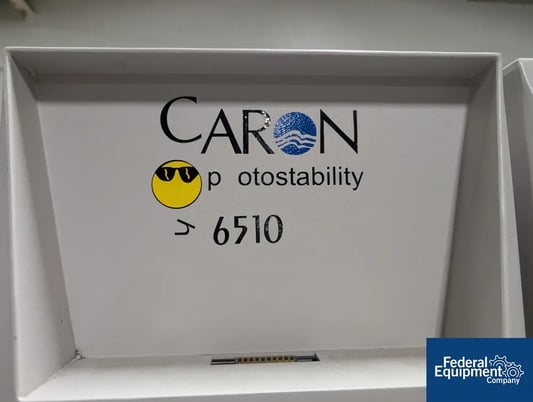 CARON
p otostability
h 6510
Federal
Equipment
Company